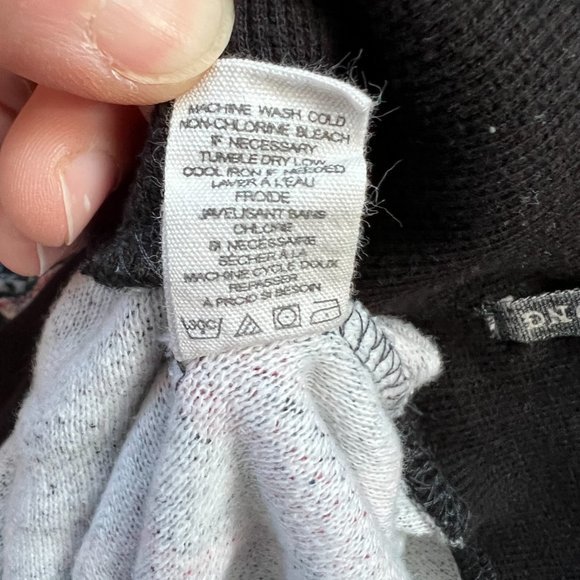 MACHINE WASH COLD
NON-CHLORINE BLEACH
IF NECESSARY
TUMBLE DRY LOW
COOL IRON IF NEEDED
LAVER À L'EAU
FROIDE
JAVELISANT SANS
CHLORE
SI NÉCESSAIRE
SÉCHER À LA
MACHINE CYCLE DOUX
REPASSER
A FROID SI BESOIN